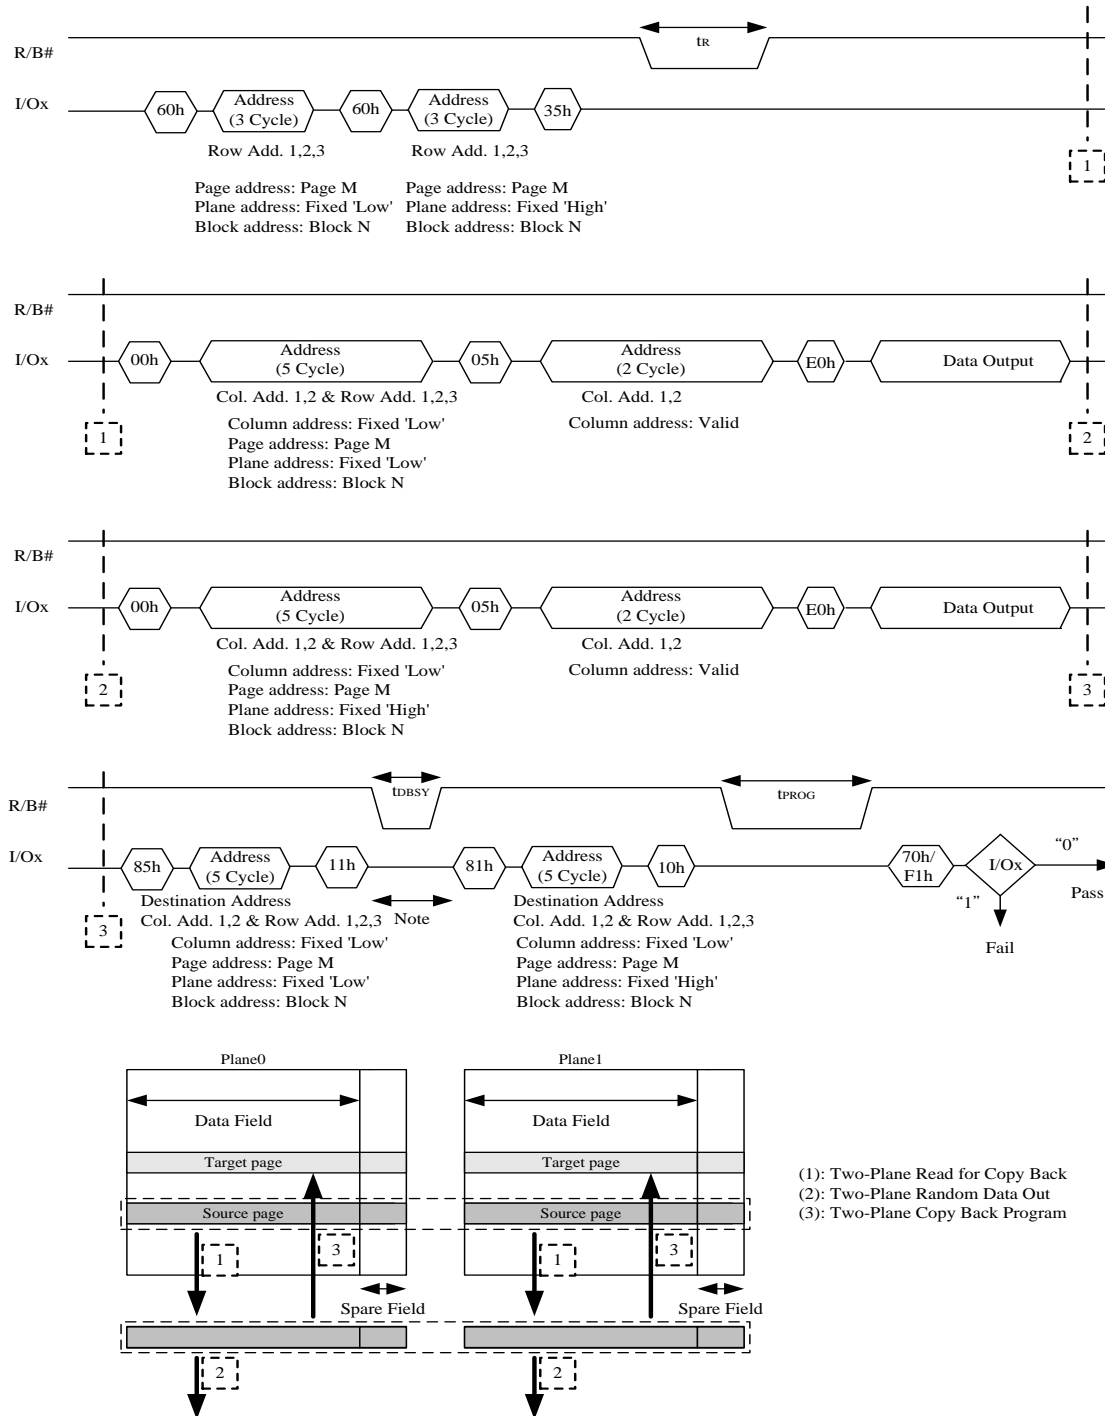 tR
R/B#
I/Ox
60h
Address
(3 Cycle)
60h
Address
(3 Cycle)
35h
Row Add. 1,2,3
Row Add. 1,2,3
1
Page address: Page M
Plane address: Fixed 'Low'
Block address: Block N
Page address: Page M
Plane address: Fixed 'High'
Block address: Block N
R/B#
I/Ox
00h
Address
(5 Cycle)
05h
Address
(2 Cycle)
E0h
Data Output
Col. Add. 1,2 & Row Add. 1,2,3
Col. Add. 1,2
Column address: Fixed 'Low'
Page address: Page M
Plane address: Fixed 'Low'
Block address: Block N
Column address: Valid
1
2
R/B#
I/Ox
00h
Address
(5 Cycle)
05h
Address
(2 Cycle)
E0h
Data Output
Col. Add. 1,2 & Row Add. 1,2,3
Col. Add. 1,2
Column address: Fixed 'Low'
Page address: Page M
Plane address: Fixed 'High'
Block address: Block N
Column address: Valid
2
3
R/B#
tDBSY
tPROG
I/Ox
85h
Address
(5 Cycle)
11h
81h
Address
(5 Cycle)
10h
70h/
F1h
I/Ox
“0”
Pass
“1”
Fail
3
Destination Address
Col. Add. 1,2 & Row Add. 1,2,3
Column address: Fixed 'Low'
Page address: Page M
Plane address: Fixed 'Low'
Block address: Block N
Note
Destination Address
Col. Add. 1,2 & Row Add. 1,2,3
Column address: Fixed 'Low'
Page address: Page M
Plane address: Fixed 'High'
Block address: Block N
Plane0
Data Field
Target page
Source page
1
3
Spare Field
2
Plane1
Data Field
Target page
Source page
1
3
Spare Field
2
(1): Two-Plane Read for Copy Back
(2): Two-Plane Random Data Out
(3): Two-Plane Copy Back Program